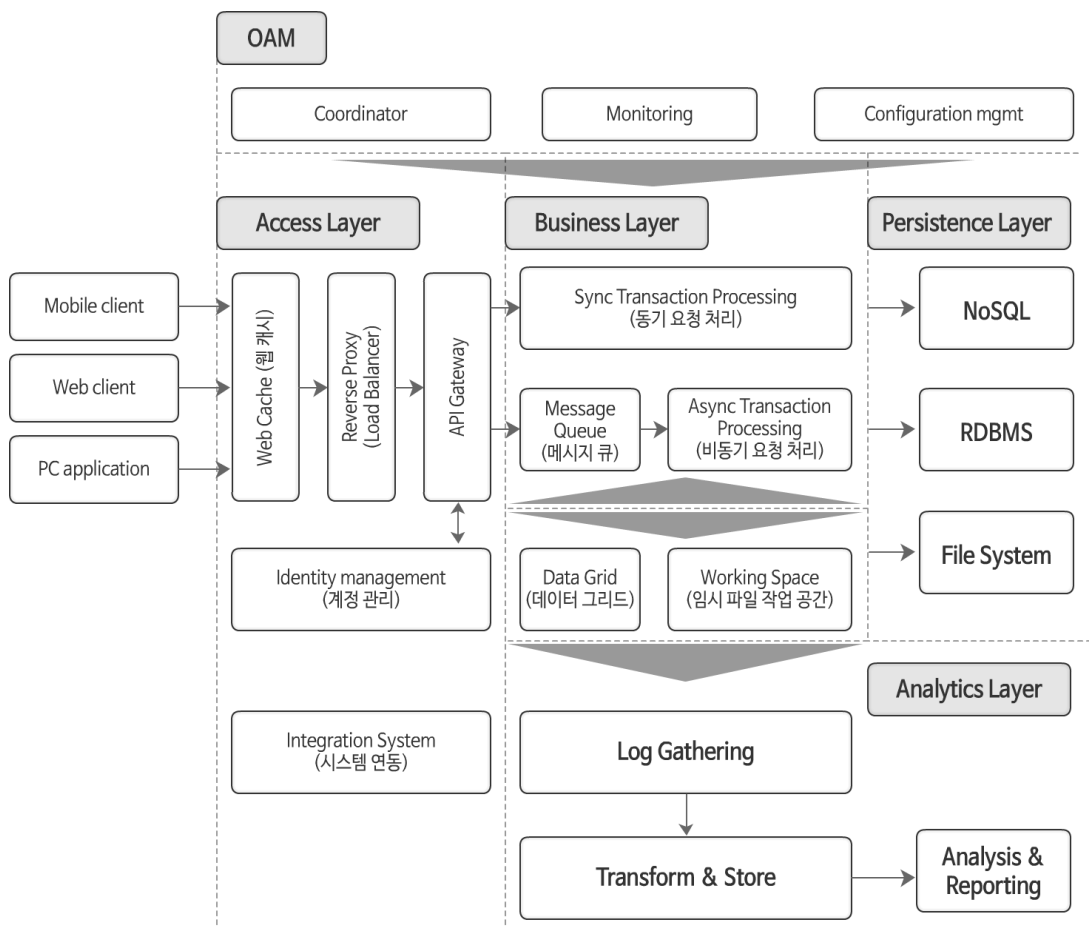 OAM
Coordinator
Monitoring
Configuration mgmt
Access Layer
Business Layer
Persistence Layer
Mobile client
Web client
PC application
Web Cache (웹 캐시)
Reverse Proxy
(Load Balancer)
API Gateway
Identity management
(계정 관리)
Integration System
(시스템 연동)
Sync Transaction Processing
(동기 요청 처리)
Message
Queue
(메시지 큐)
Async Transaction
Processing
(비동기 요청 처리)
Data Grid
(데이터 그리드)
Working Space
(임시 파일 작업 공간)
NoSQL
RDBMS
File System
Analytics Layer
Log Gathering
Transform & Store
Analysis &
Reporting